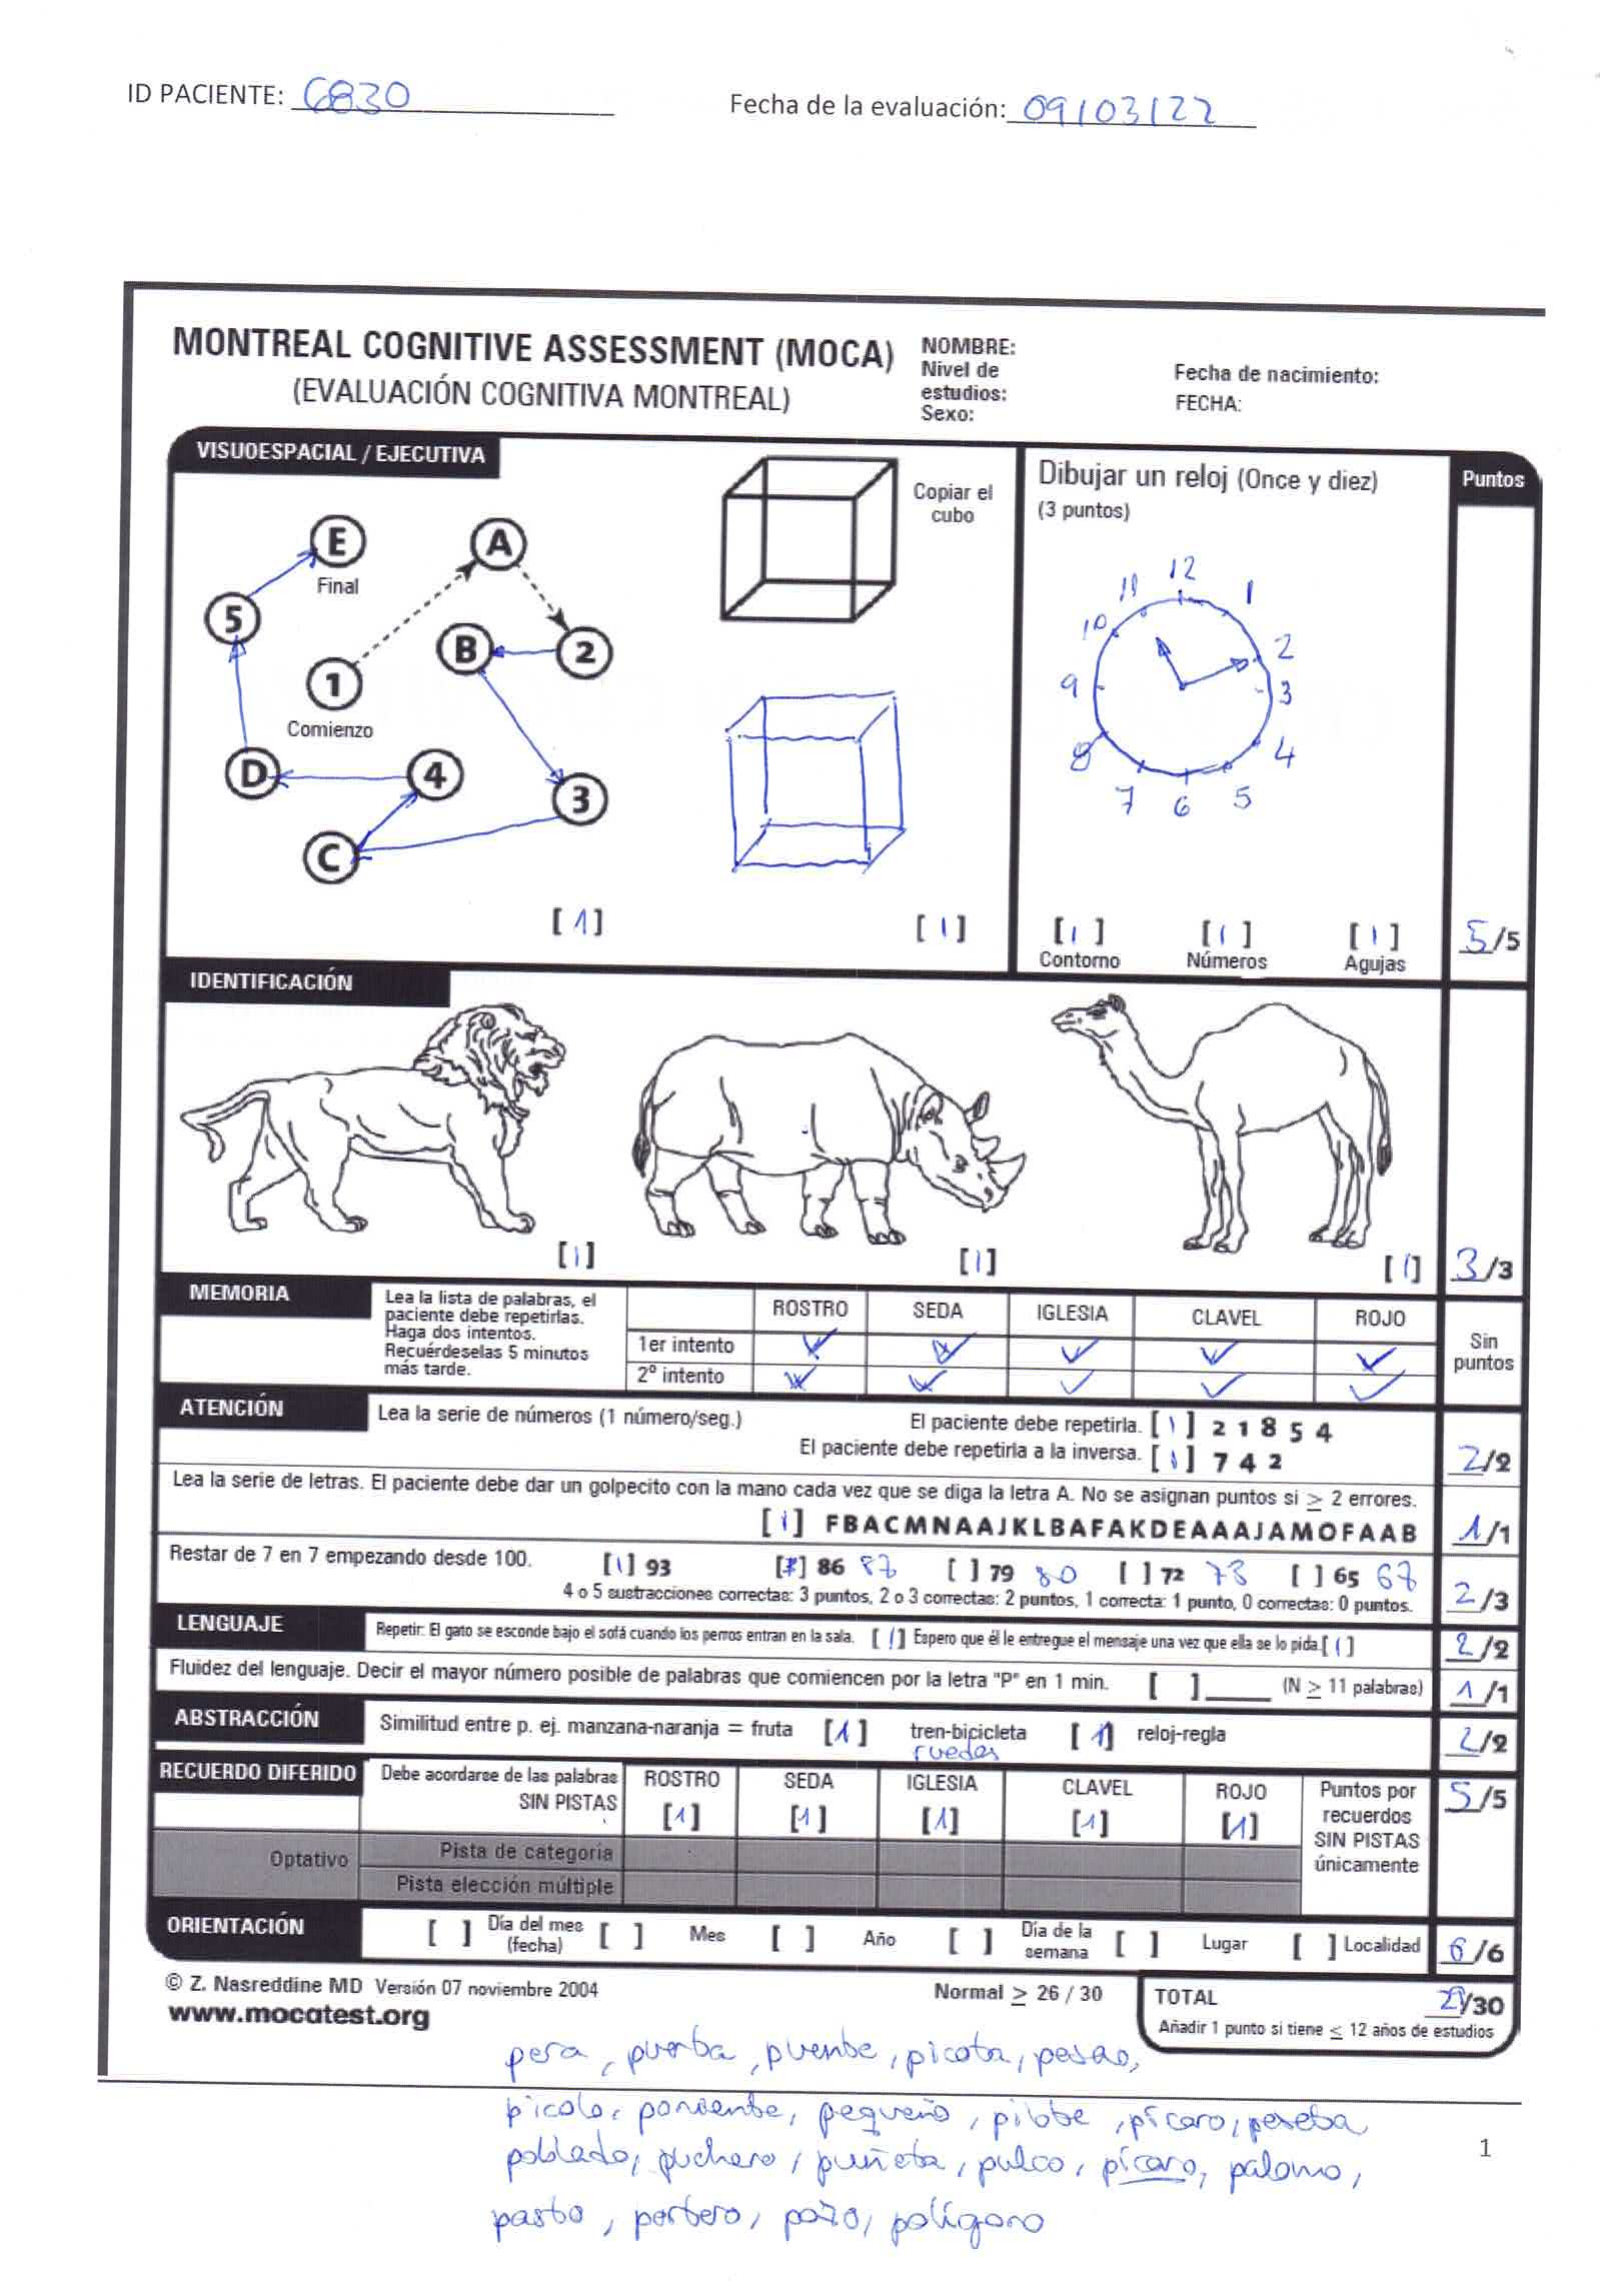 ID PACIENTE: 6830 Fecha de la evaluación: 09/03/22
MONTREAL COGNITIVE ASSESSMENT (MOCA)
(EVALUACIÓN COGNITIVA MONTREAL)
NOMBRE:
Nivel de
estudios:
Sexo:
Fecha de nacimiento:
FECHA:
VISUOESPACIAL / EJECUTIVA
E
Final
A
5
B
2
1
Comienzo
D
4
3
C
[1]
Copiar el
cubo
[1]
Dibujar un reloj (Once y diez)
(3 puntos)
12
11 1
10 2
9 3
8 4
7 6 5
[1] [1] [1]
Contorno Números Agujas
Puntos
5/5
IDENTIFICACIÓN
[1] [1] [1] 3/3
MEMORIA
Lea la lista de palabras, el
paciente debe repetirlas.
Haga dos intentos.
Recuérdeselas 5 minutos
más tarde.
ROSTRO SEDA IGLESIA CLAVEL ROJO
1er intento ✓ ✓ ✓ ✓ ✓
2º intento ✓ ✓ ✓ ✓ ✓
Sin
puntos
ATENCIÓN
Lea la serie de números (1 número/seg.) El paciente debe repetirla. [1] 2 1 8 5 4
El paciente debe repetirla a la inversa. [1] 7 4 2 2/2
Lea la serie de letras. El paciente debe dar un golpecito con la mano cada vez que se diga la letra A. No se asignan puntos si ≥ 2 errores.
[1] FBACMNAAJKLBAFAKDEAAAJAMOFAAB 1/1
Restar de 7 en 7 empezando desde 100. [1] 93 [ ] 86 87 [ ] 79 80 [ ] 72 73 [ ] 65 67
4 o 5 sustracciones correctas: 3 puntos, 2 o 3 correctas: 2 puntos, 1 correcta: 1 punto, 0 correctas: 0 puntos. 2/3
LENGUAJE
Repetir: El gato se esconde bajo el sofá cuando los perros entran en la sala. [1] Espero que él le entregue el mensaje una vez que ella se lo pida. [1] 2/2
Fluidez del lenguaje. Decir el mayor número posible de palabras que comiencen por la letra "P" en 1 min. [ ] ____ (N ≥ 11 palabras) 1/1
ABSTRACCIÓN
Similitud entre p. ej. manzana-naranja = fruta [1] tren-bicicleta [1] reloj-regla 2/2
ruedas
RECUERDO DIFERIDO
Debe acordarse de las palabras
SIN PISTAS
ROSTRO SEDA IGLESIA CLAVEL ROJO
[1] [1] [1] [1] [1]
Puntos por
recuerdos
SIN PISTAS
únicamente
5/5
Optativo
Pista de categoría
Pista elección múltiple
ORIENTACIÓN
[ ] Día del mes (fecha) [ ] Mes [ ] Año [ ] Día de la semana [ ] Lugar [ ] Localidad 6/6
© Z. Nasreddine MD Versión 07 noviembre 2004
www.mocatest.org
Normal ≥ 26 / 30
TOTAL 29/30
Añadir 1 punto si tiene ≤ 12 años de estudios
pera, puerba, puente, picota,
picolo, pequeño, pícaro, peseta
poblado, puchero, puñeta, pulco, pícaro, palomo,
pasto, portero, pozo, polígono
1